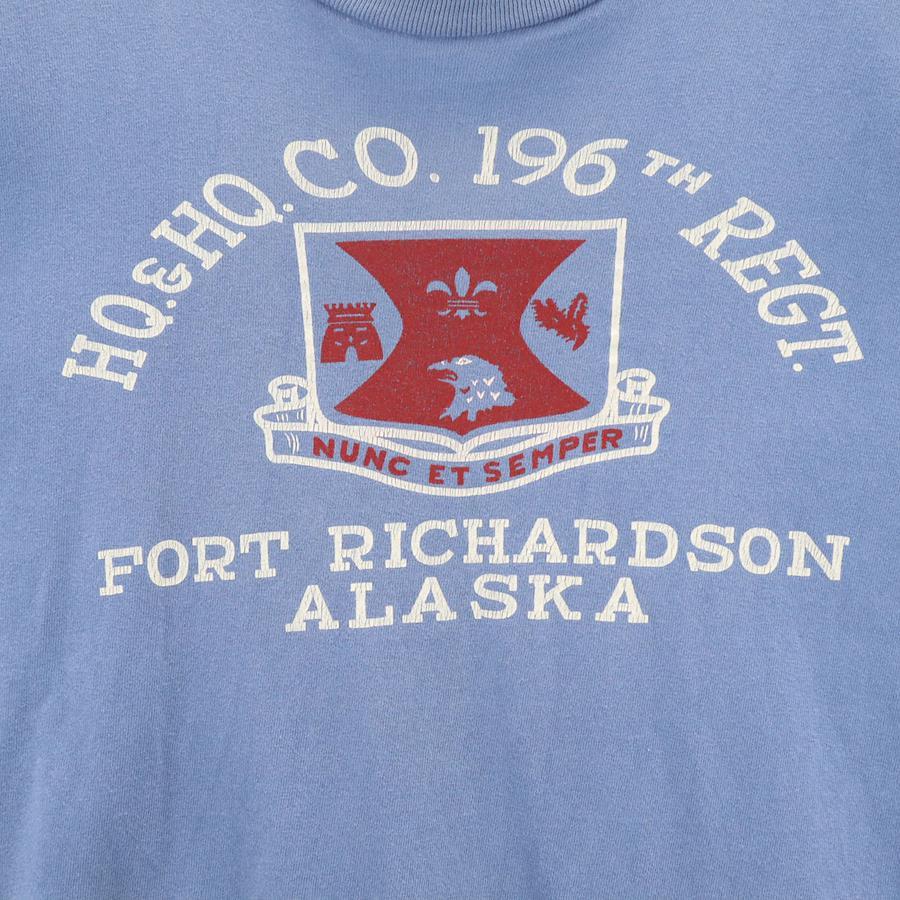 HQ.&HQ.CO. 196TH REGT.
NUNC ET SEMPER
FORT RICHARDSON
ALASKA